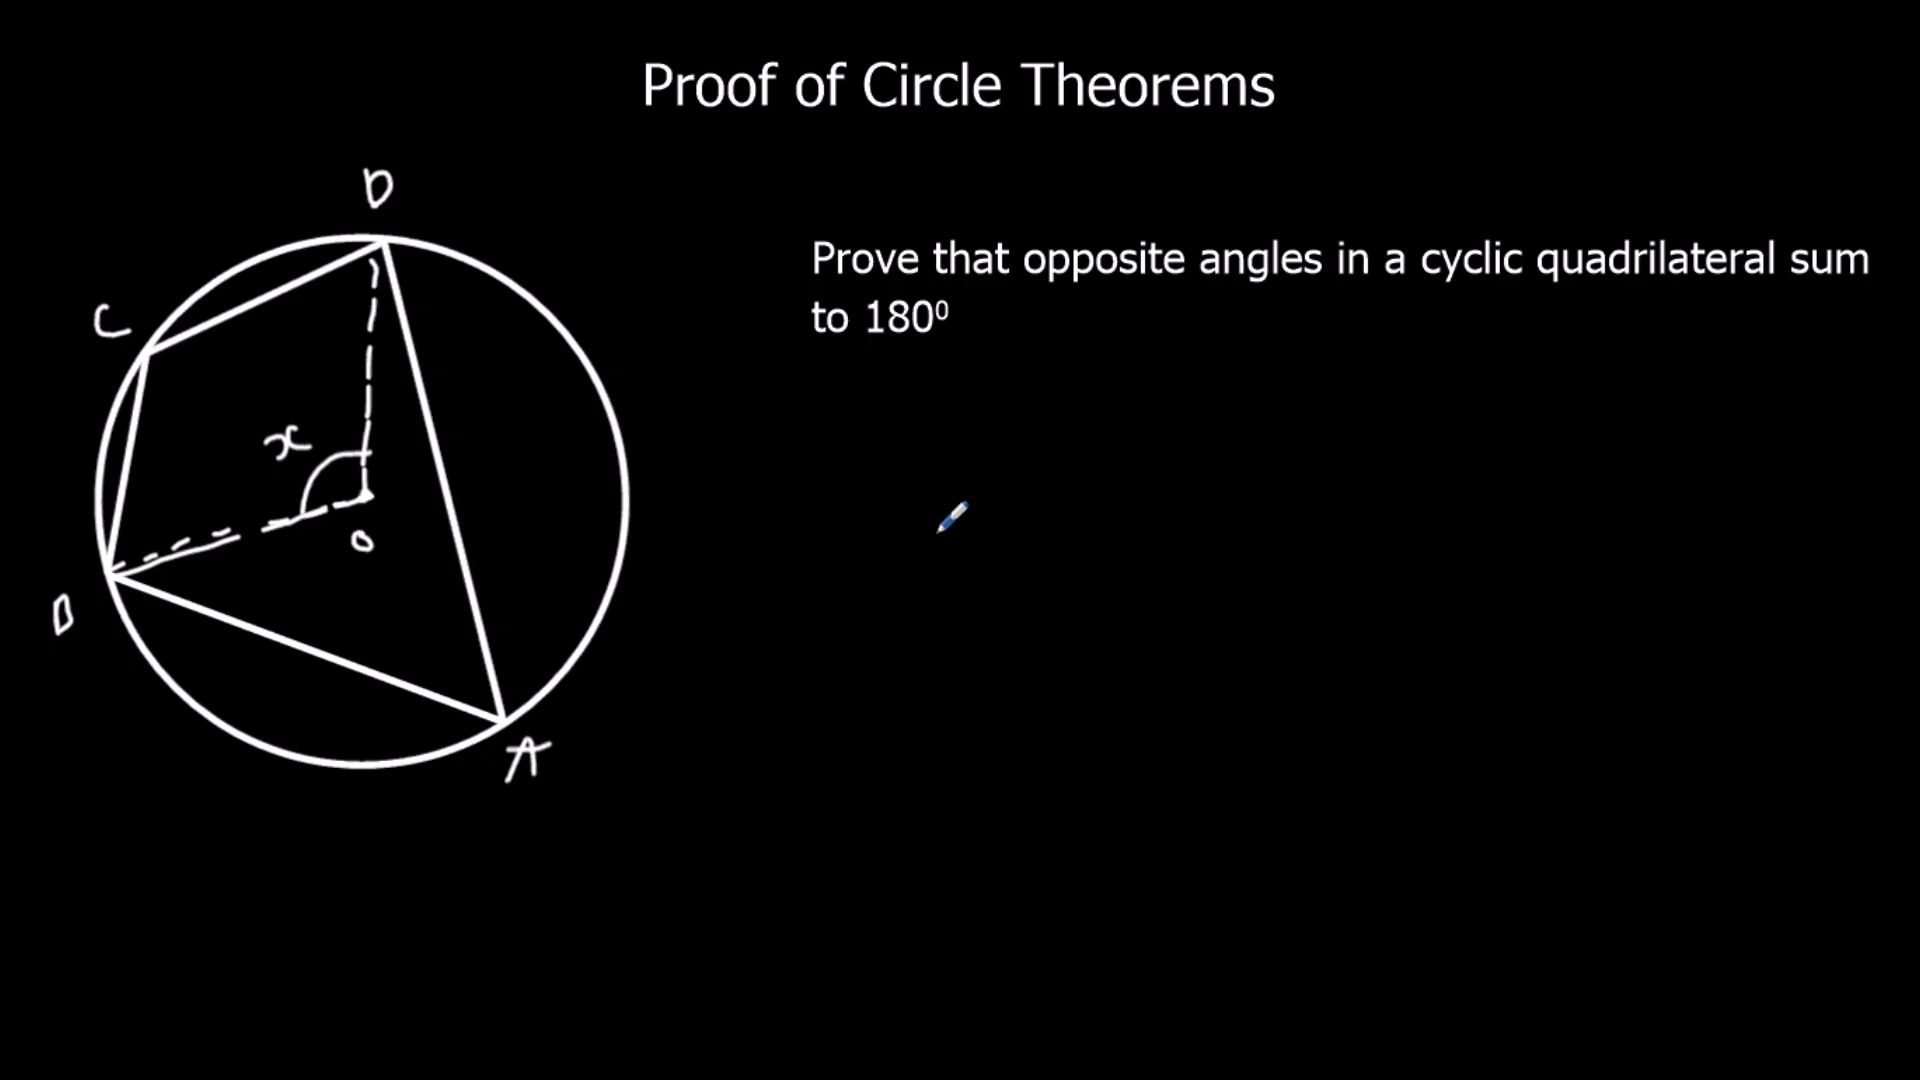 Proof of Circle Theorems
D
Prove that opposite angles in a cyclic quadrilateral sum
to 180⁰
C
x
O
B
A